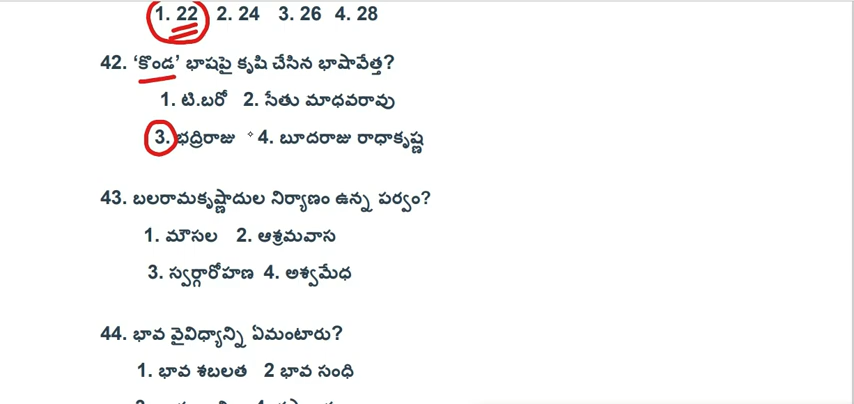 1. 22 2. 24 3. 26 4. 28
42. ‘కొండ’ భాషపై కృషి చేసిన భాషావేత్త?
1. టి.బరో 2. సేతు మాధవరావు
3. భద్రిరాజు 4. బూదరాజు రాధాకృష్ణ
43. బలరామకృష్ణాదుల నిర్యాణం ఉన్న పర్వం?
1. మౌసల 2. ఆశ్రమవాస
3. స్వర్గారోహణ 4. అశ్వమేధ
44. భావ వైవిధ్యాన్ని ఏమంటారు?
1. భావ శబలత 2 భావ సంధి